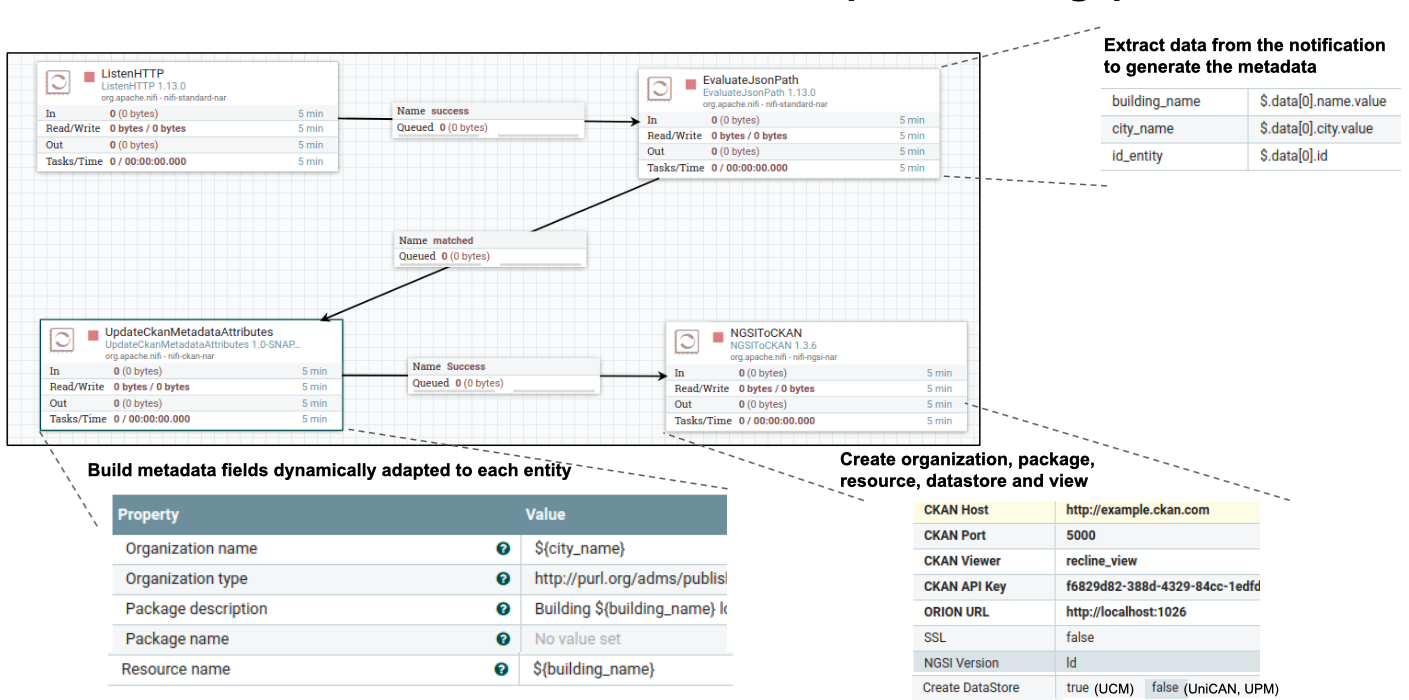 Extract data from the notification
to generate the metadata
building_name $.data[0].name.value
city_name $.data[0].city.value
id_entity $.data[0].id
ListenHTTP
ListenHTTP 1.13.0
org.apache.nifi - nifi-standard-nar
In 0 (0 bytes) 5 min
Read/Write 0 bytes / 0 bytes 5 min
Out 0 (0 bytes) 5 min
Tasks/Time 0 / 00:00:00.000 5 min
Name success
Queued 0 (0 bytes)
EvaluateJsonPath
EvaluateJsonPath 1.13.0
org.apache.nifi - nifi-standard-nar
In 0 (0 bytes) 5 min
Read/Write 0 bytes / 0 bytes 5 min
Out 0 (0 bytes) 5 min
Tasks/Time 0 / 00:00:00.000 5 min
Name matched
Queued 0 (0 bytes)
UpdateCkanMetadataAttributes
UpdateCkanMetadataAttributes 1.0-SNAP...
org.apache.nifi - nifi-ckan-nar
In 0 (0 bytes) 5 min
Read/Write 0 bytes / 0 bytes 5 min
Out 0 (0 bytes) 5 min
Tasks/Time 0 / 00:00:00.000 5 min
Name Success
Queued 0 (0 bytes)
NGSIToCKAN
NGSIToCKAN 1.3.6
org.apache.nifi - nifi-ngsi-nar
In 0 (0 bytes) 5 min
Read/Write 0 bytes / 0 bytes 5 min
Out 0 (0 bytes) 5 min
Tasks/Time 0 / 00:00:00.000 5 min
Build metadata fields dynamically adapted to each entity
Property Value
Organization name ? ${city_name}
Organization type ? http://purl.org/adms/publis
Package description ? Building ${building_name} l
Package name ? No value set
Resource name ? ${building_name}
Create organization, package,
resource, datastore and view
CKAN Host http://example.ckan.com
CKAN Port 5000
CKAN Viewer recline_view
CKAN API Key f6829d82-388d-4329-84cc-1edfd
ORION URL http://localhost:1026
SSL false
NGSI Version ld
Create DataStore true (UCM) false (UniCAN, UPM)